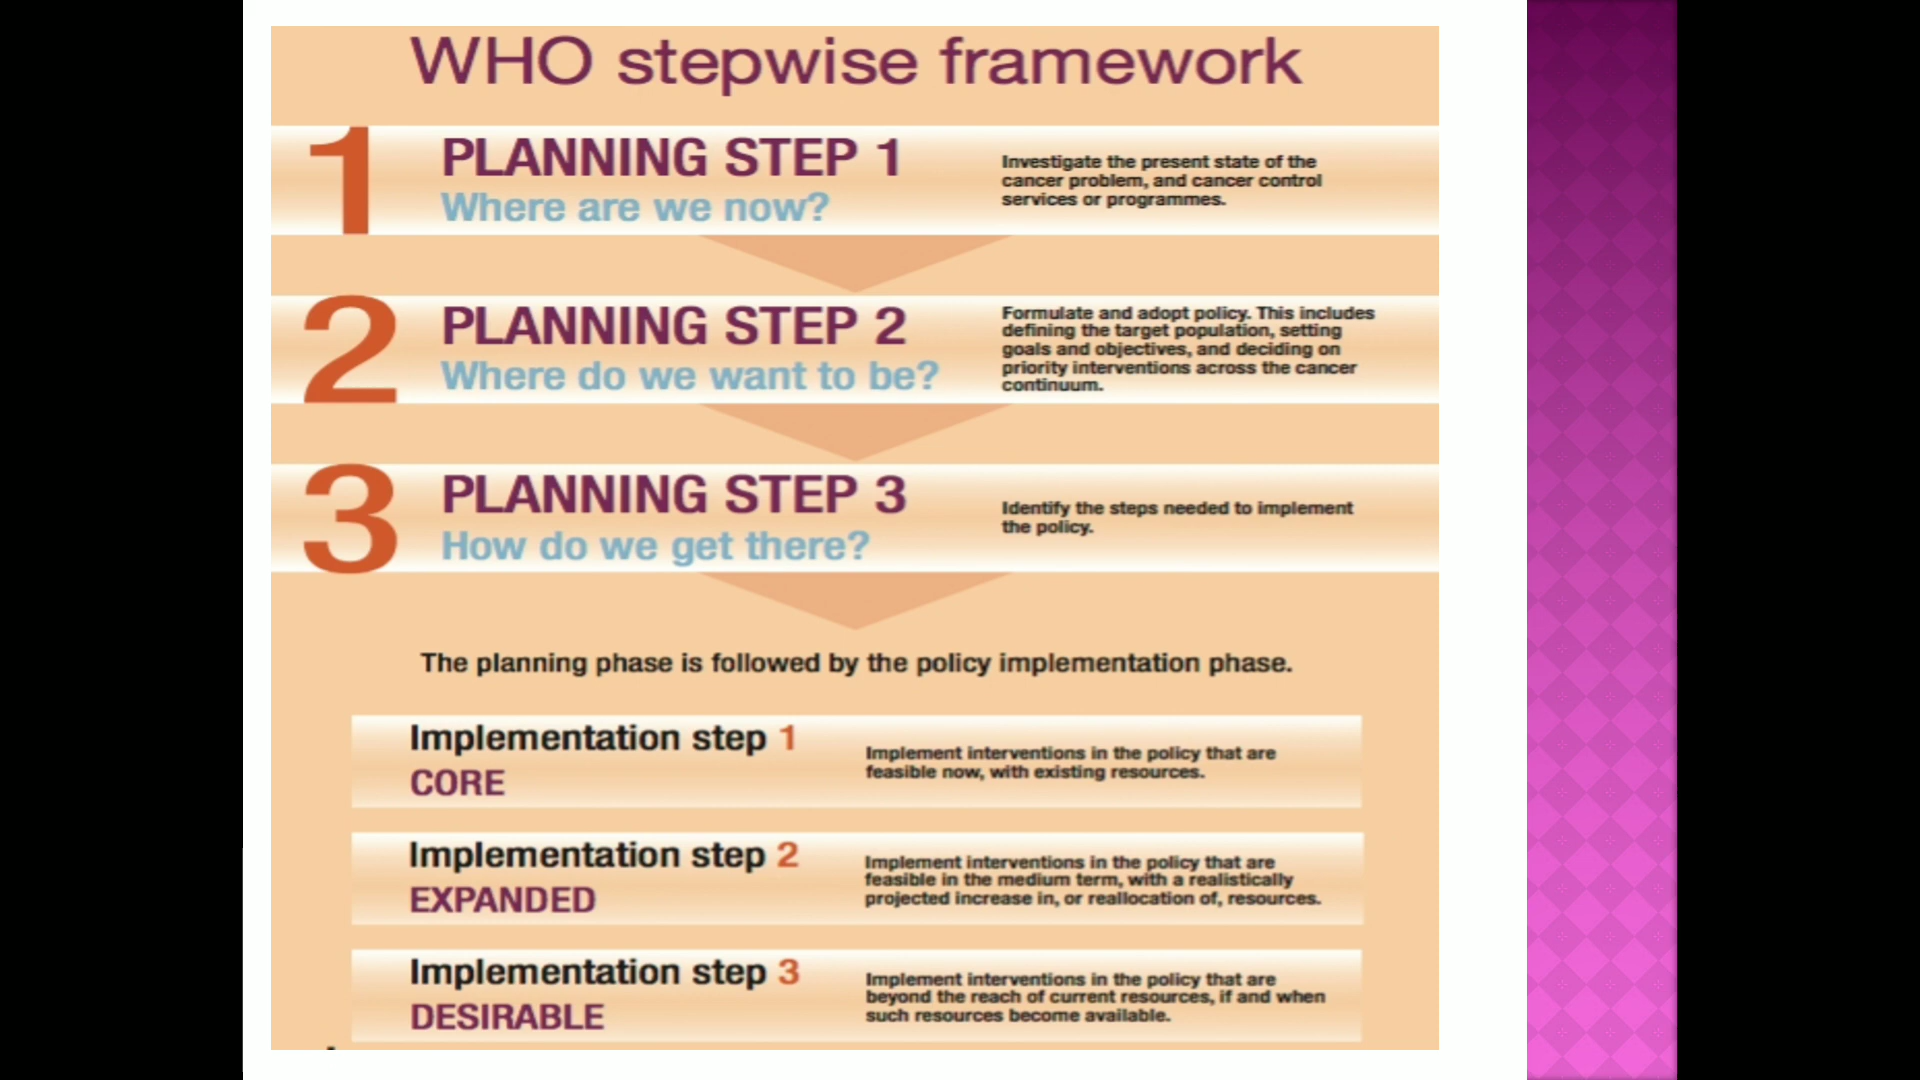 WHO stepwise framework
1
PLANNING STEP 1
Where are we now?
Investigate the present state of the
cancer problem, and cancer control
services or programmes.
2
PLANNING STEP 2
Where do we want to be?
Formulate and adopt policy. This includes
defining the target population, setting
goals and objectives, and deciding on
priority interventions across the cancer
continuum.
3
PLANNING STEP 3
How do we get there?
Identify the steps needed to implement
the policy.
The planning phase is followed by the policy implementation phase.
Implementation step 1
CORE
Implement interventions in the policy that are
feasible now, with existing resources.
Implementation step 2
EXPANDED
Implement interventions in the policy that are
feasible in the medium term, with a realistically
projected increase in, or reallocation of, resources.
Implementation step 3
DESIRABLE
Implement interventions in the policy that are
beyond the reach of current resources, if and when
such resources become available.